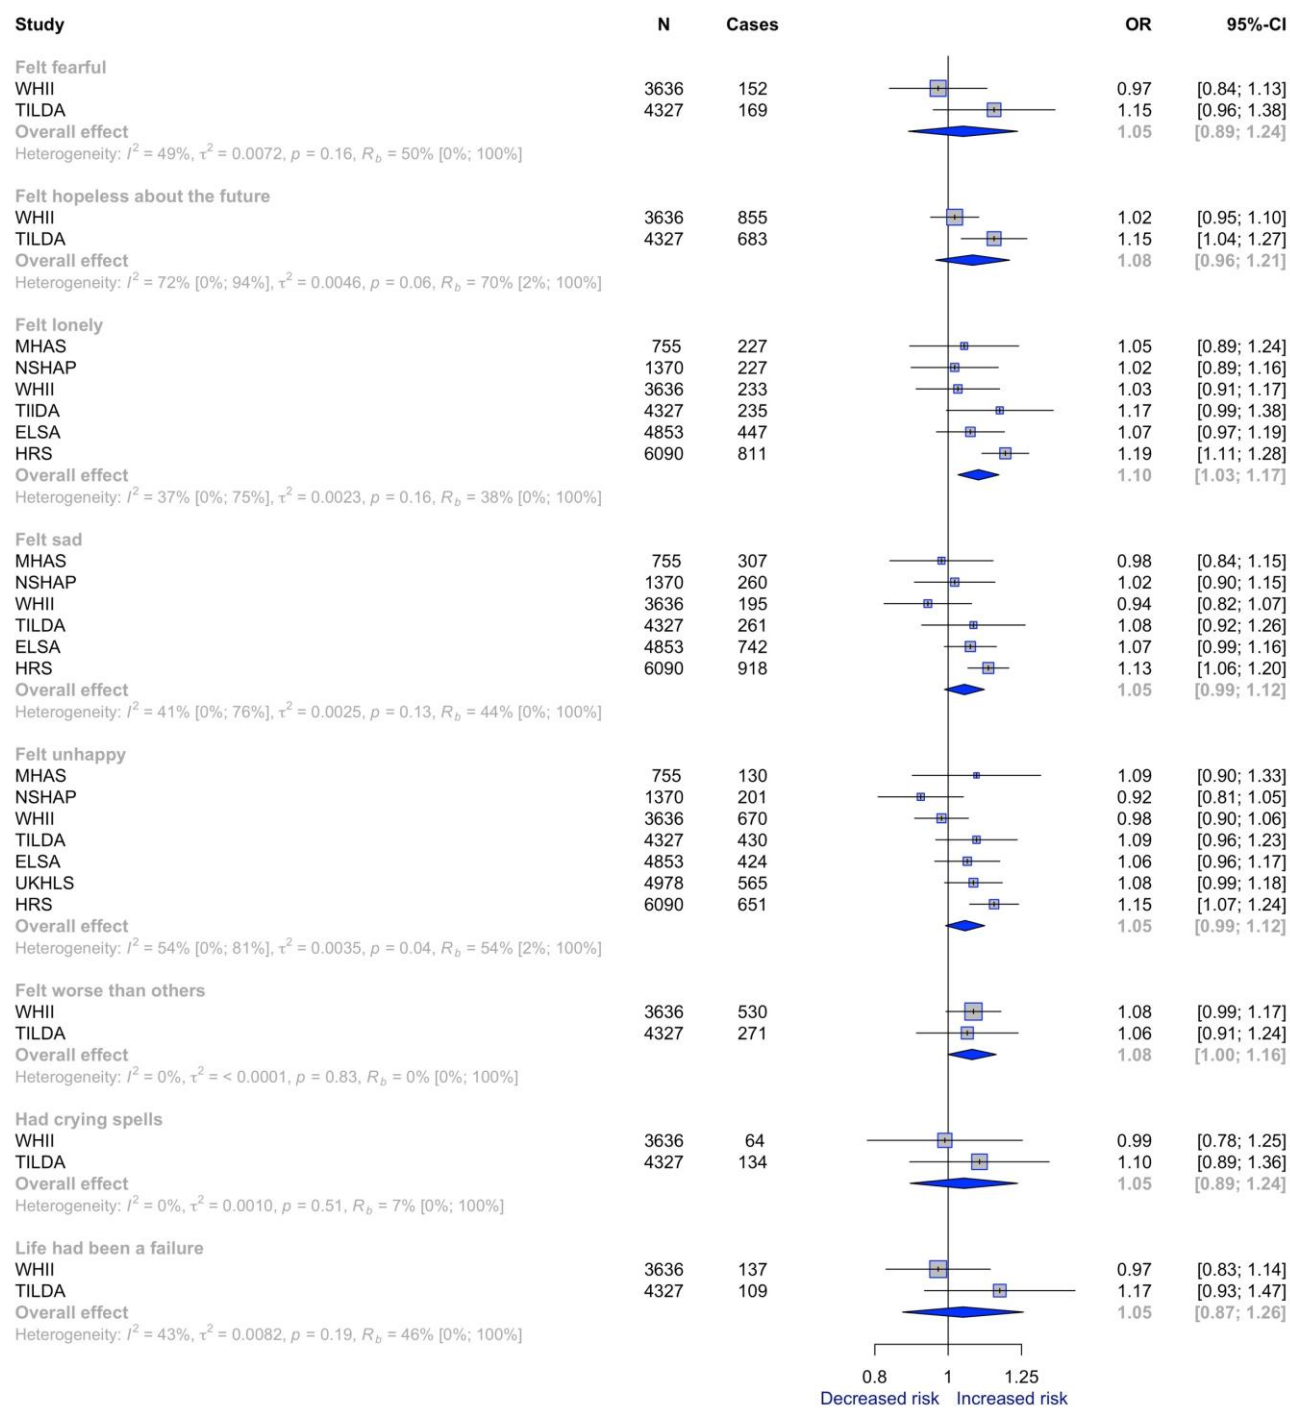 Study N Cases OR 95%-CI
Felt fearful
WHII 3636 152 0.97 [0.84; 1.13]
TILDA 4327 169 1.15 [0.96; 1.38]
Overall effect 1.05 [0.89; 1.24]
Heterogeneity: I² = 49%, τ² = 0.0072, p = 0.16, R_b = 50% [0%; 100%]
Felt hopeless about the future
WHII 3636 855 1.02 [0.95; 1.10]
TILDA 4327 683 1.15 [1.04; 1.27]
Overall effect 1.08 [0.96; 1.21]
Heterogeneity: I² = 72% [0%; 94%], τ² = 0.0046, p = 0.06, R_b = 70% [2%; 100%]
Felt lonely
MHAS 755 227 1.05 [0.89; 1.24]
NSHAP 1370 227 1.02 [0.89; 1.16]
WHII 3636 233 1.03 [0.91; 1.17]
TIIDA 4327 235 1.17 [0.99; 1.38]
ELSA 4853 447 1.07 [0.97; 1.19]
HRS 6090 811 1.19 [1.11; 1.28]
Overall effect 1.10 [1.03; 1.17]
Heterogeneity: I² = 37% [0%; 75%], τ² = 0.0023, p = 0.16, R_b = 38% [0%; 100%]
Felt sad
MHAS 755 307 0.98 [0.84; 1.15]
NSHAP 1370 260 1.02 [0.90; 1.15]
WHII 3636 195 0.94 [0.82; 1.07]
TILDA 4327 261 1.08 [0.92; 1.26]
ELSA 4853 742 1.07 [0.99; 1.16]
HRS 6090 918 1.13 [1.06; 1.20]
Overall effect 1.05 [0.99; 1.12]
Heterogeneity: I² = 41% [0%; 76%], τ² = 0.0025, p = 0.13, R_b = 44% [0%; 100%]
Felt unhappy
MHAS 755 130 1.09 [0.90; 1.33]
NSHAP 1370 201 0.92 [0.81; 1.05]
WHII 3636 670 0.98 [0.90; 1.06]
TILDA 4327 430 1.09 [0.96; 1.23]
ELSA 4853 424 1.06 [0.96; 1.17]
UKHLS 4978 565 1.08 [0.99; 1.18]
HRS 6090 651 1.15 [1.07; 1.24]
Overall effect 1.05 [0.99; 1.12]
Heterogeneity: I² = 54% [0%; 81%], τ² = 0.0035, p = 0.04, R_b = 54% [2%; 100%]
Felt worse than others
WHII 3636 530 1.08 [0.99; 1.17]
TILDA 4327 271 1.06 [0.91; 1.24]
Overall effect 1.08 [1.00; 1.16]
Heterogeneity: I² = 0%, τ² = < 0.0001, p = 0.83, R_b = 0% [0%; 100%]
Had crying spells
WHII 3636 64 0.99 [0.78; 1.25]
TILDA 4327 134 1.10 [0.89; 1.36]
Overall effect 1.05 [0.89; 1.24]
Heterogeneity: I² = 0%, τ² = 0.0010, p = 0.51, R_b = 7% [0%; 100%]
Life had been a failure
WHII 3636 137 0.97 [0.83; 1.14]
TILDA 4327 109 1.17 [0.93; 1.47]
Overall effect 1.05 [0.87; 1.26]
Heterogeneity: I² = 43%, τ² = 0.0082, p = 0.19, R_b = 46% [0%; 100%]
0.8 1 1.25
Decreased risk Increased risk